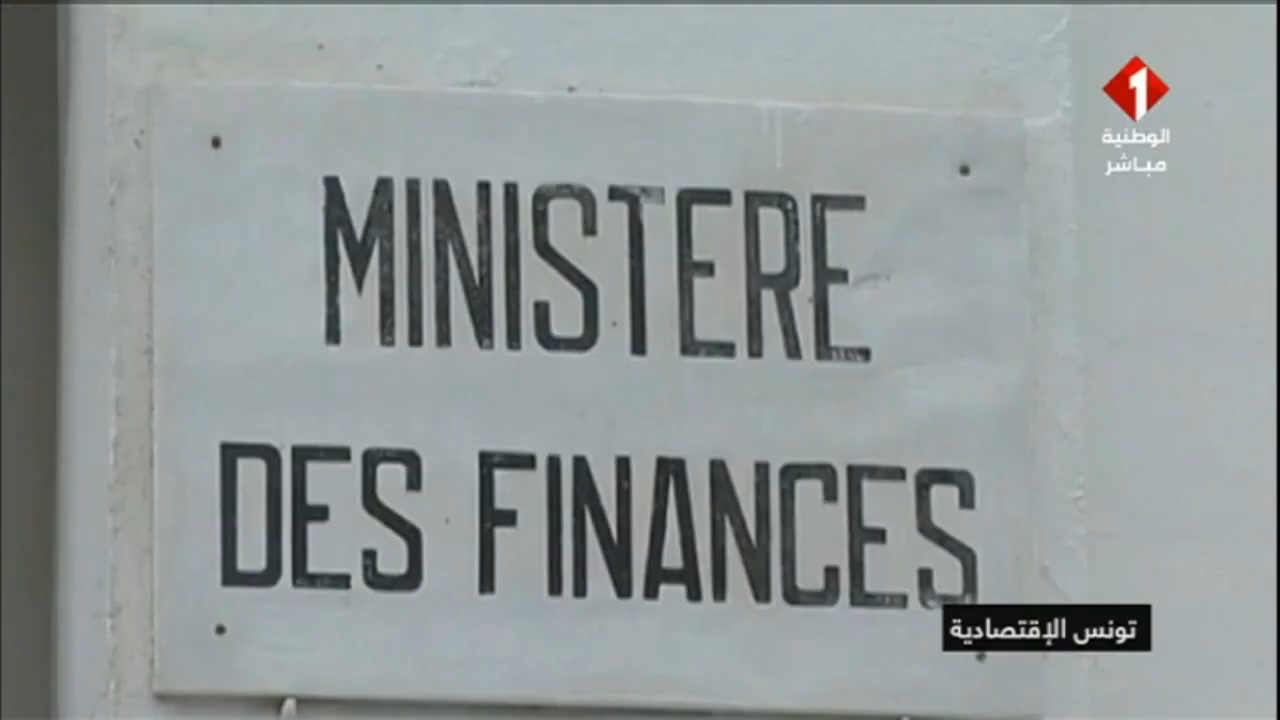 1
الوطنية
مباشر
MINISTERE
DES FINANCES
تونس الإقتصادية